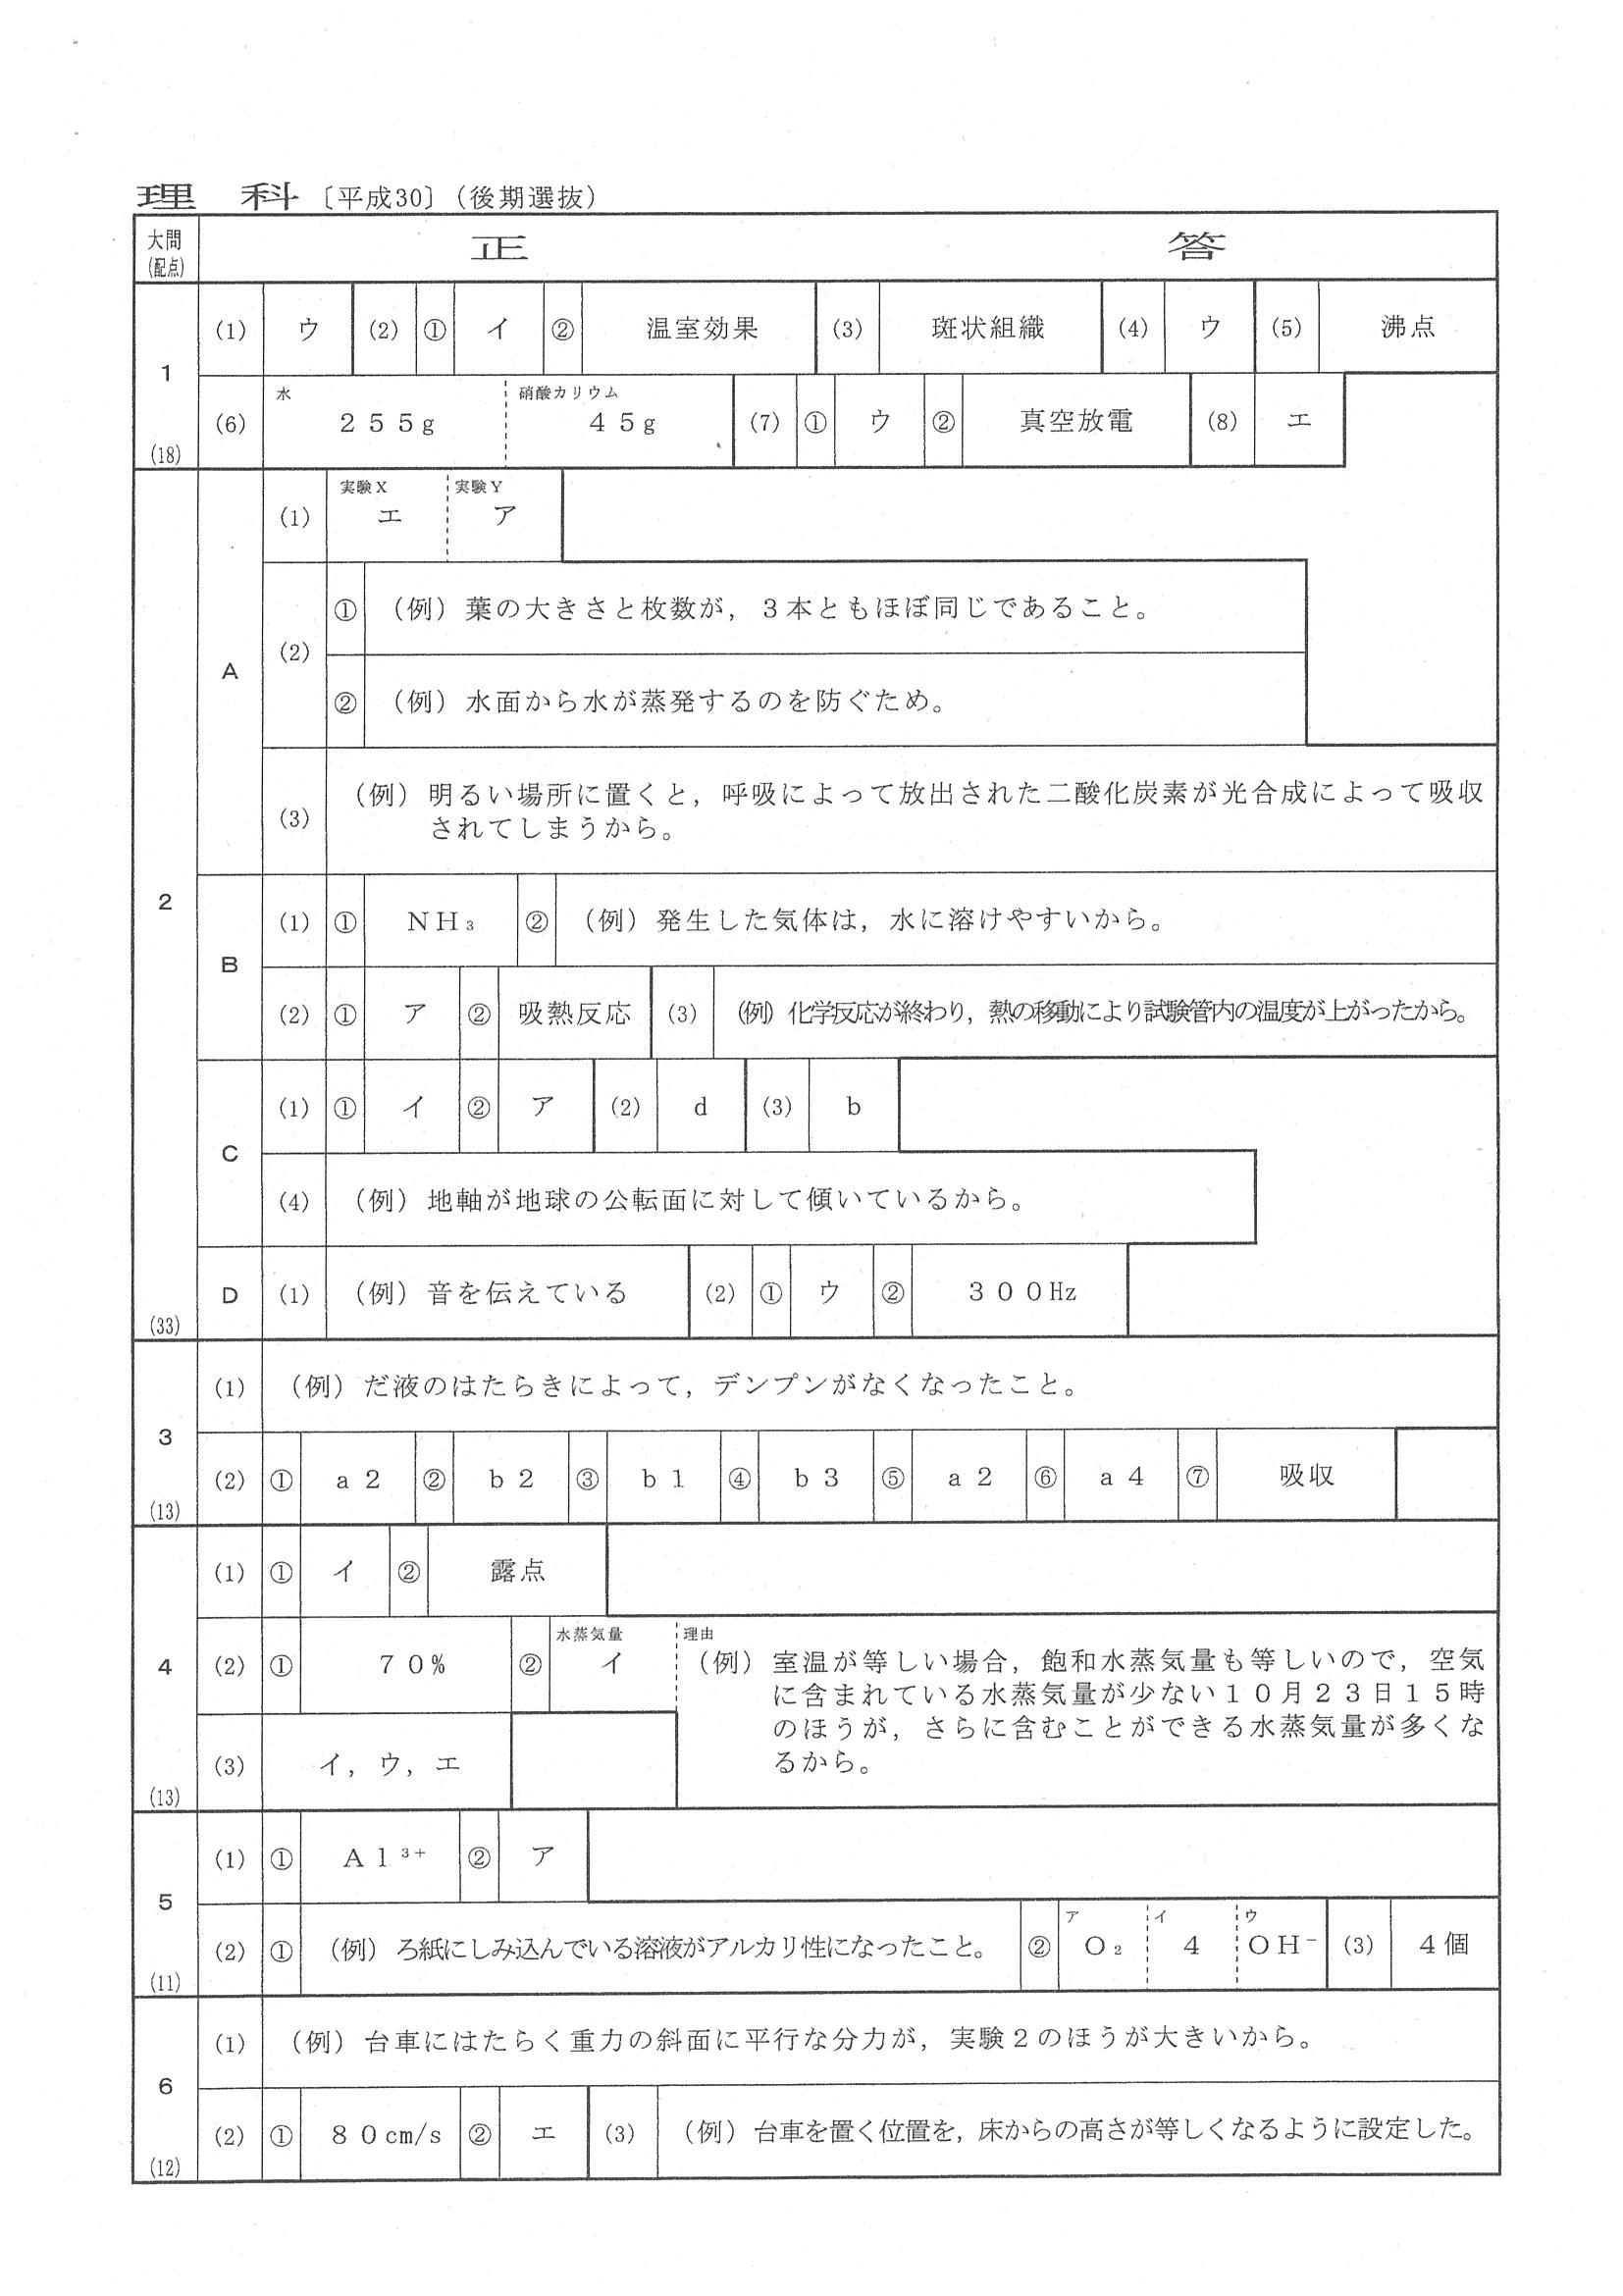 理　科〔平成30〕（後期選抜）
大問 正 答
(配点)
1
(1) ウ (2) ① イ ② 温室効果 (3) 斑状組織 (4) ウ (5) 沸点
水 硝酸カリウム
(6) ２５５g ４５g (7) ① ウ ② 真空放電 (8) エ
(18)
2
A
実験X 実験Y
(1) エ ア
(2)
① （例）葉の大きさと枚数が，３本ともほぼ同じであること。
② （例）水面から水が蒸発するのを防ぐため。
(3) （例）明るい場所に置くと，呼吸によって放出された二酸化炭素が光合成によって吸収
されてしまうから。
B
(1) ① NH₃ ② （例）発生した気体は，水に溶けやすいから。
(2) ① ア ② 吸熱反応 (3) （例）化学反応が終わり，熱の移動により試験管内の温度が上がったから。
C
(1) ① イ ② ア (2) d (3) b
(4) （例）地軸が地球の公転面に対して傾いているから。
D (1) （例）音を伝えている (2) ① ウ ② ３００Hz
(33)
3
(1) （例）だ液のはたらきによって，デンプンがなくなったこと。
(2) ① a２ ② b２ ③ b１ ④ b３ ⑤ a２ ⑥ a４ ⑦ 吸収
(13)
4
(1) ① イ ② 露点
水蒸気量 理由
(2) ① ７０% ② イ （例）室温が等しい場合，飽和水蒸気量も等しいので，空気
に含まれている水蒸気量が少ない１０月２３日１５時
のほうが，さらに含むことができる水蒸気量が多くな
るから。
(3) イ，ウ，エ
(13)
5
(1) ① Al³⁺ ② ア
ア イ ウ
(2) ① （例）ろ紙にしみ込んでいる溶液がアルカリ性になったこと。 ② O₂ ４ OH⁻ (3) ４個
(11)
6
(1) （例）台車にはたらく重力の斜面に平行な分力が，実験２のほうが大きいから。
(2) ① ８０cm/s ② エ (3) （例）台車を置く位置を，床からの高さが等しくなるように設定した。
(12)